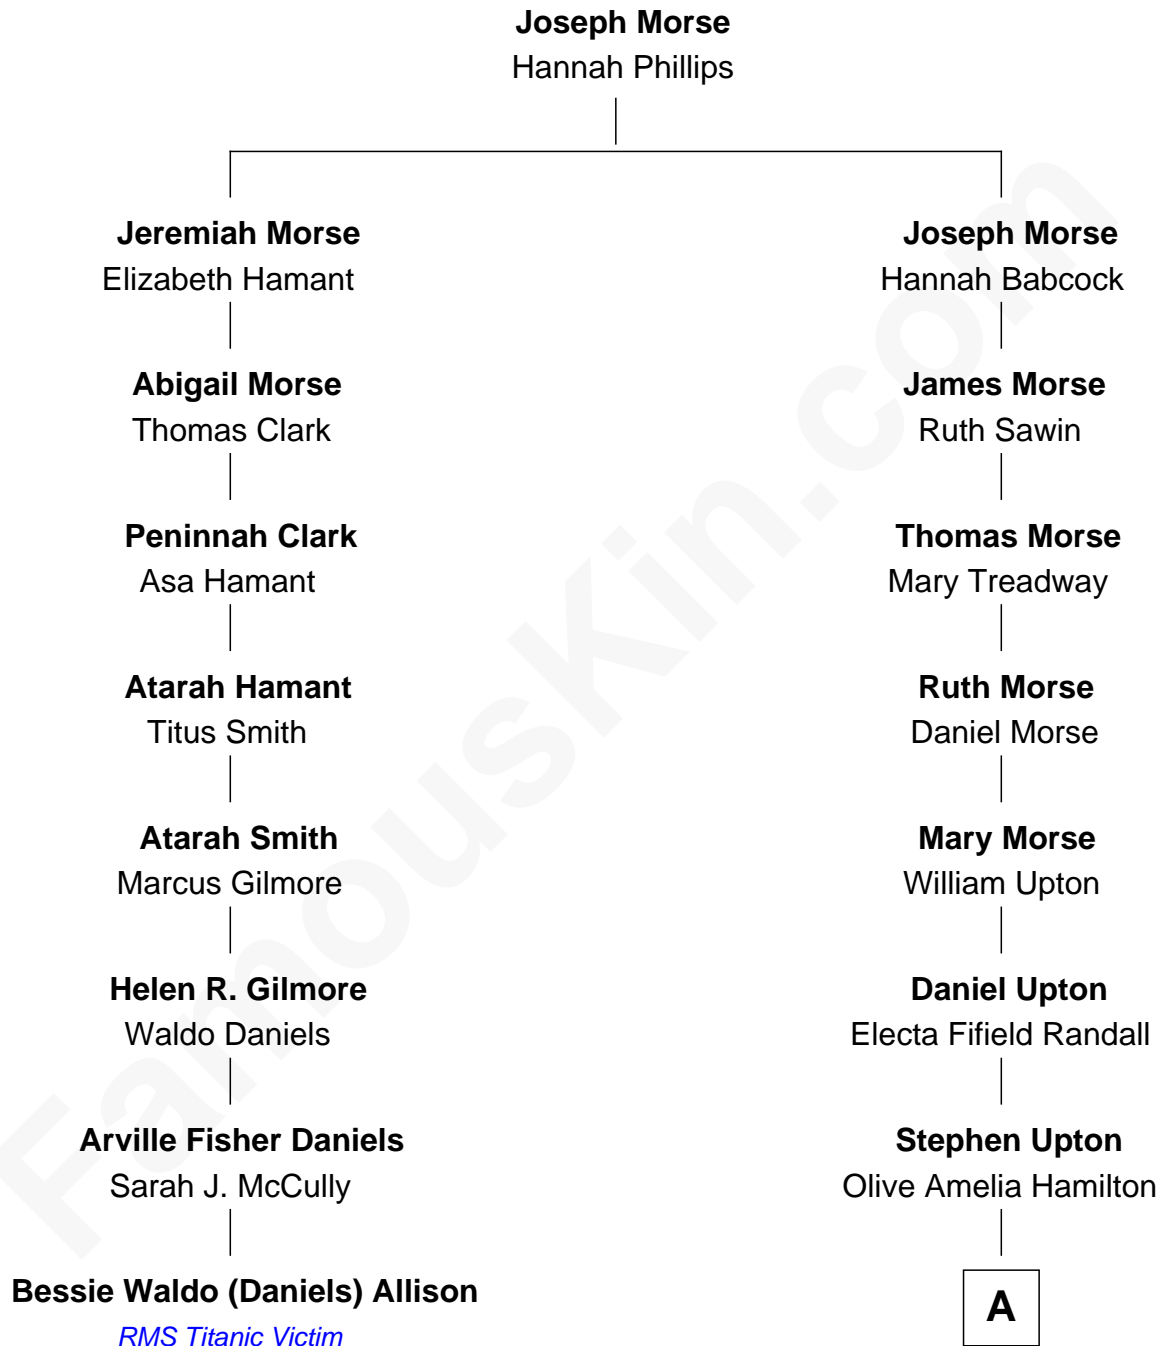 Joseph Morse
Hannah Phillips
Jeremiah Morse
Elizabeth Hamant
Joseph Morse
Hannah Babcock
Abigail Morse
Thomas Clark
James Morse
Ruth Sawin
Peninnah Clark
Asa Hamant
Thomas Morse
Mary Treadway
Atarah Hamant
Titus Smith
Ruth Morse
Daniel Morse
Atarah Smith
Marcus Gilmore
Mary Morse
William Upton
Helen R. Gilmore
Waldo Daniels
Daniel Upton
Electa Fifield Randall
Arville Fisher Daniels
Sarah J. McCully
Stephen Upton
Olive Amelia Hamilton
Bessie Waldo (Daniels) Allison
RMS Titanic Victim
A
FamousKin.com